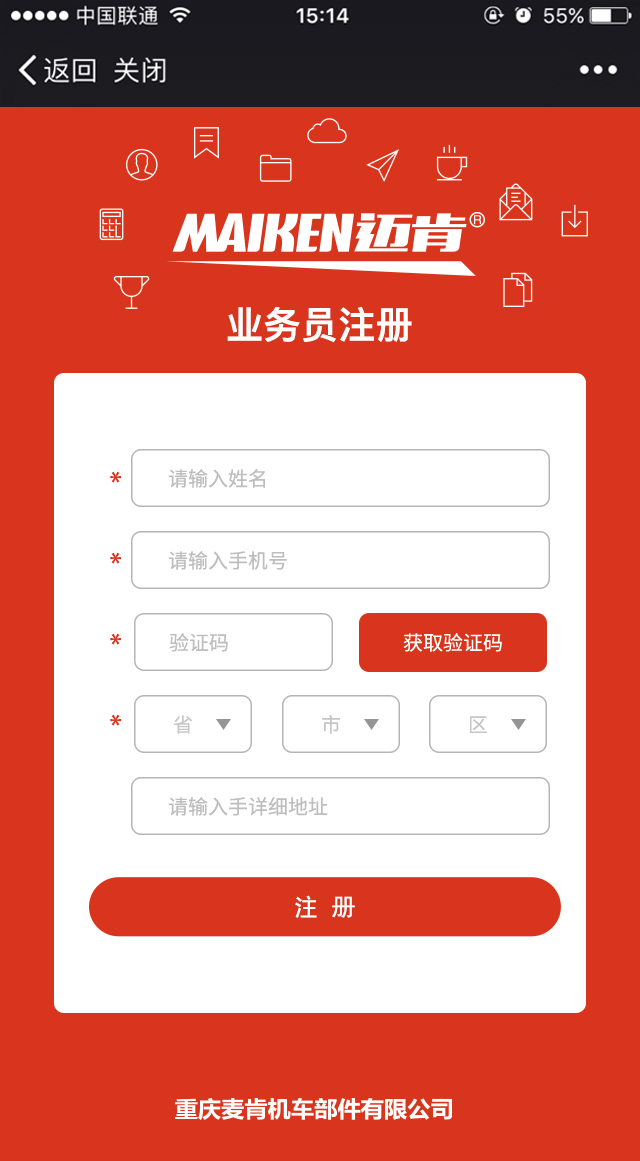 中国联通 15:14 55%
返回 关闭
MAIKEN迈肯®
业务员注册
* 请输入姓名
* 请输入手机号
* 验证码 获取验证码
* 省 市 区
请输入手详细地址
注 册
重庆麦肯机车部件有限公司